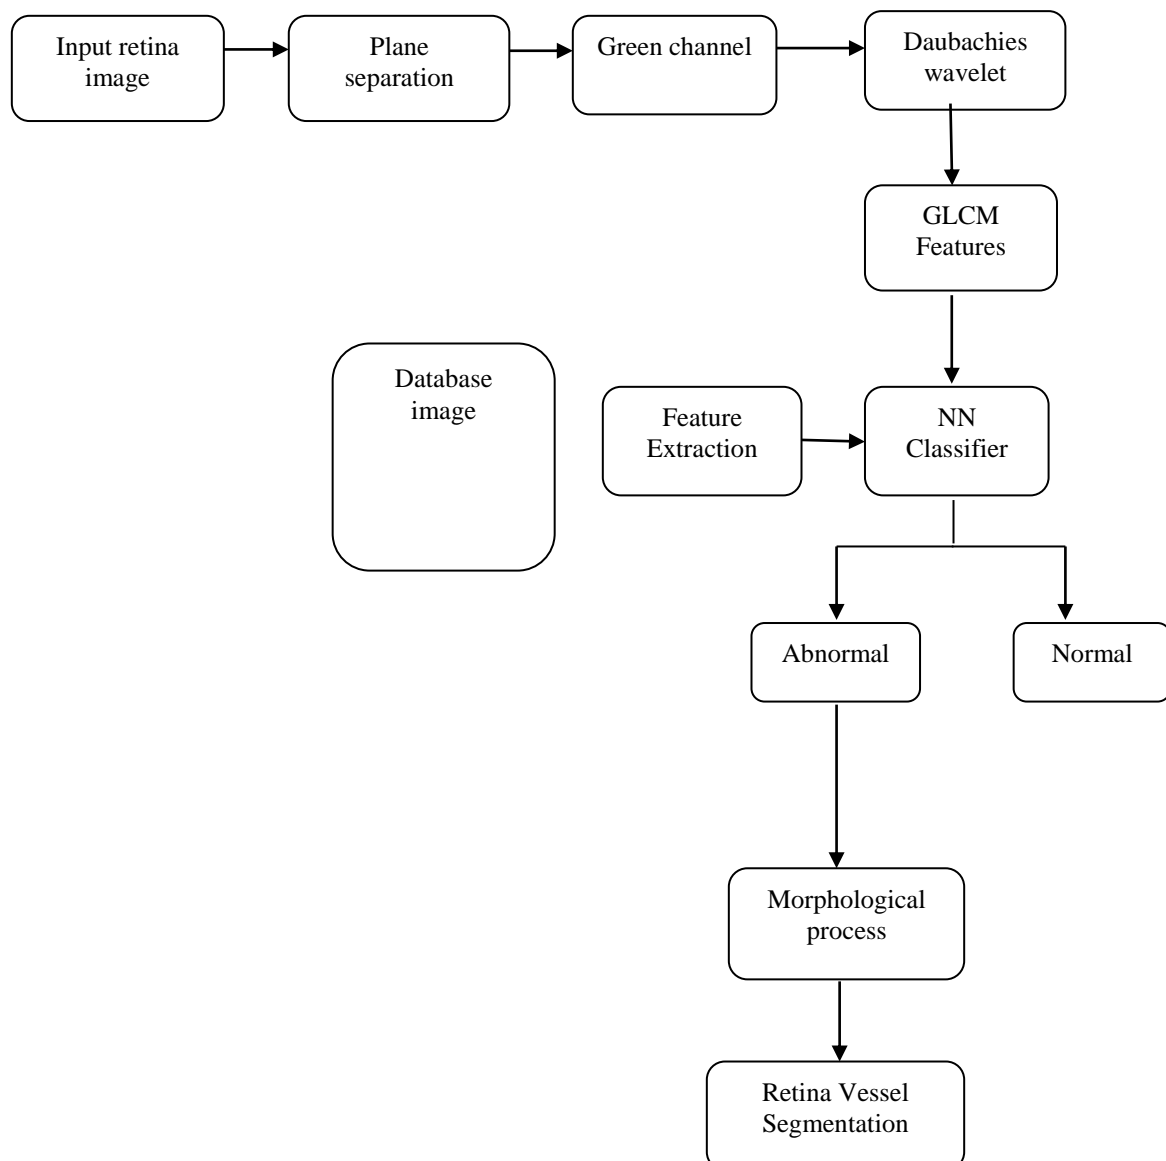 Input retina
image
Plane
separation
Green channel
Daubachies
wavelet
GLCM
Features
Database
image
Feature
Extraction
NN
Classifier
Abnormal
Normal
Morphological
process
Retina Vessel
Segmentation